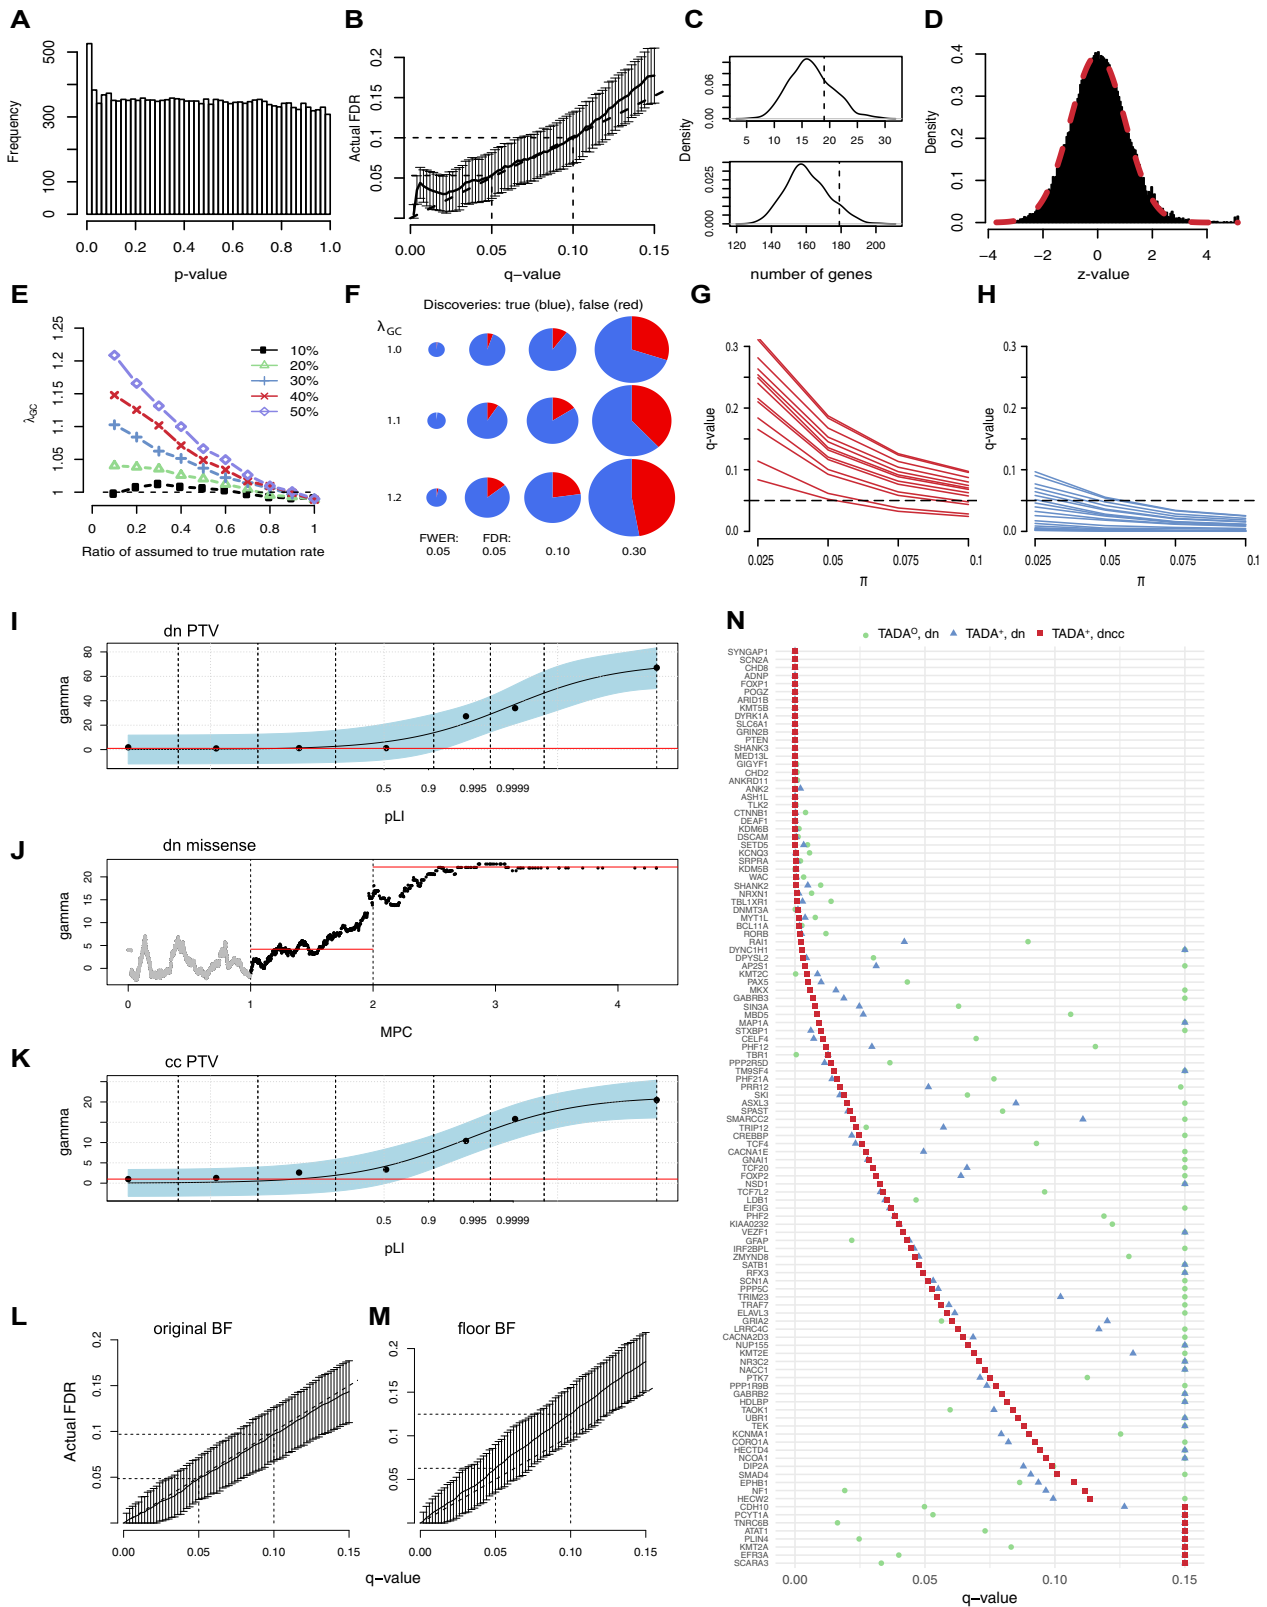 A
Frequency
0
100
300
500
0.0
0.2
0.4
0.6
0.8
1.0
p-value
B
Actual FDR
0.05
0.1
0.15
0.2
0.00
0.05
0.10
0.15
q-value
C
Density
0.00
0.06
5
10
15
20
25
30
0.000
0.025
120
160
200
number of genes
D
Density
0.0
0.1
0.2
0.3
0.4
-4
-2
0
2
4
z-value
E
λGC
1
1.05
1.1
1.15
1.2
1.25
10%
20%
30%
40%
50%
0
0.2
0.4
0.6
0.8
1
Ratio of assumed to true mutation rate
F
Discoveries: true (blue), false (red)
λGC
1.0
1.1
1.2
FWER: FDR:
0.05 0.05 0.10 0.30
G
q-value
0.0
0.1
0.2
0.3
0.025
0.05
0.075
0.1
π
H
q-value
0.0
0.1
0.2
0.3
0.025
0.05
0.075
0.1
π
I
dn PTV
gamma
0
20
40
60
80
0.5
0.9
0.995
0.9999
pLI
J
dn missense
gamma
0
5
10
15
20
0
1
2
3
4
MPC
K
cc PTV
gamma
0
5
10
20
0.5
0.9
0.995
0.9999
pLI
L
original BF
Actual FDR
0.05
0.1
0.15
0.2
0.00
0.05
0.10
0.15
M
floor BF
0.05
0.1
0.15
0.2
0.00
0.05
0.10
0.15
q-value
N
TADAO, dn
TADA+, dn
TADA+, dncc
SYNGAP1
SCN2A
CHD8
ADNP
FOXP1
POGZ
ARID1B
KMT5B
DYRK1A
SLC6A1
GRIN2B
PTEN
SHANK3
MED13L
GIGYF1
CHD2
ANKRD11
ANK2
ASH1L
TLK2
CTNNB1
DEAF1
KDM6B
DSCAM
SETD5
KCNQ3
SRPRA
KDM5B
WAC
SHANK2
NRXN1
TBL1XR1
DNMT3A
MYT1L
BCL11A
RORB
RAI1
DYNC1H1
DPYSL2
AP2S1
KMT2C
PAX5
MKX
GABRB3
SIN3A
MBD5
MAP1A
STXBP1
CELF4
PHF12
TBR1
PPP2R5D
TM9SF4
PHF21A
PRR12
SKI
ASXL3
SPAST
SMARCC2
TRIP12
CREBBP
TCF4
CACNA1E
GNAI1
TCF20
FOXP2
NSD1
TCF7L2
LDB1
EIF3G
PHF2
KIAA0232
VEZF1
GFAP
IRF2BPL
ZMYND8
SATB1
RFX3
SCN1A
PPP5C
TRIM23
TRAF7
ELAVL3
GRIA2
LRRC4C
CACNA2D3
NUP155
KMT2E
NR3C2
NACC1
PTK7
PPP1R9B
GABRB2
HDLBP
TAOK1
UBR1
TEK
KCNMA1
CORO1A
HECTD4
NCOA1
DIP2A
SMAD4
EPHB1
NF1
HECW2
CDH10
PCYT1A
TNRC6B
ATAT1
PLIN4
KMT2A
EFR3A
SCARA3
0.00
0.05
0.10
0.15
q-value